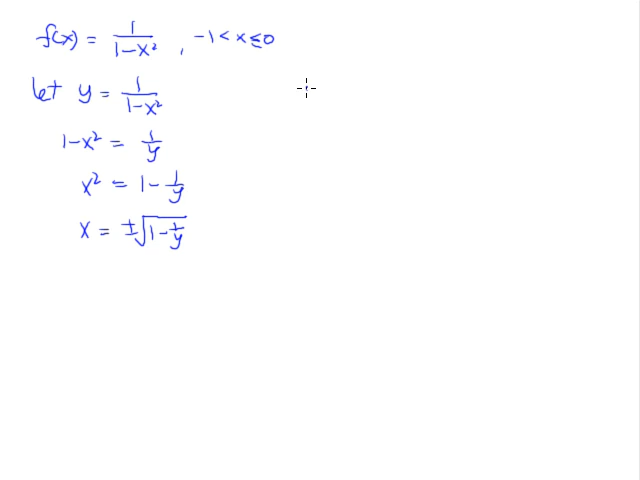 f(x) = 1/(1-x²) , -1 < x ≤ 0
let y = 1/(1-x²)
1-x² = 1/y
x² = 1 - 1/y
x = ±√(1 - 1/y)